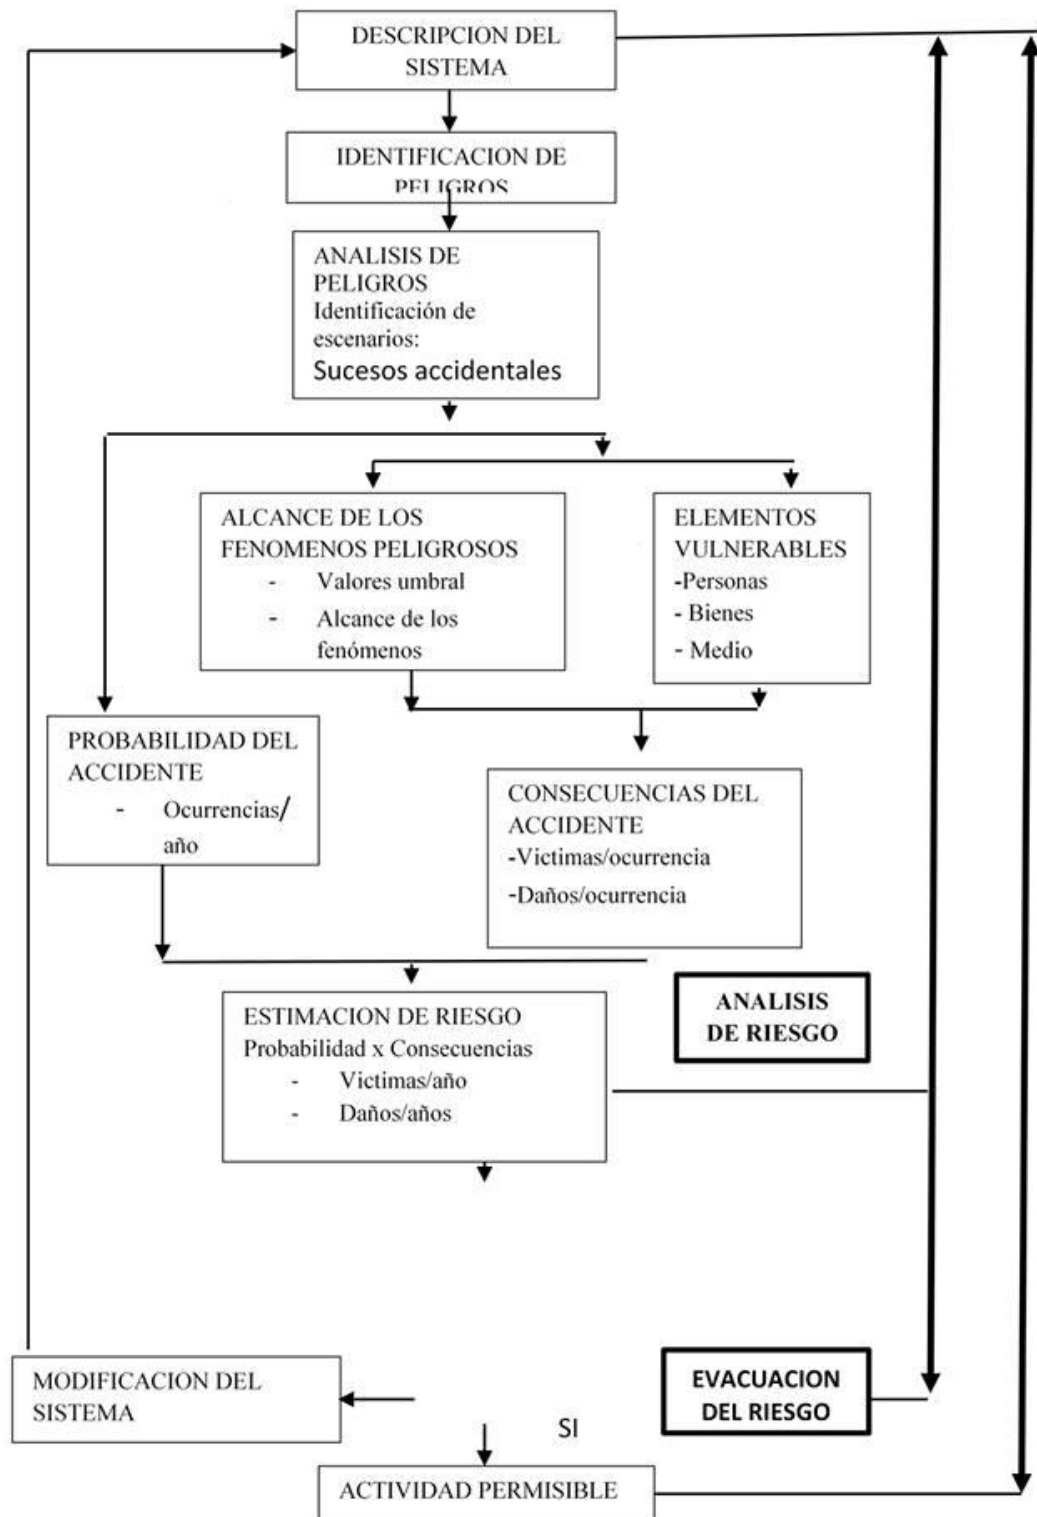 DESCRIPCION DEL
SISTEMA
IDENTIFICACION DE
PELIGROS
ANALISIS DE
PELIGROS
Identificación de
escenarios:
Sucesos accidentales
ALCANCE DE LOS
FENOMENOS PELIGROSOS
- Valores umbral
- Alcance de los
fenómenos
ELEMENTOS
VULNERABLES
-Personas
- Bienes
- Medio
PROBABILIDAD DEL
ACCIDENTE
- Ocurrencias/
año
CONSECUENCIAS DEL
ACCIDENTE
-Victimas/ocurrencia
-Daños/ocurrencia
ESTIMACION DE RIESGO
Probabilidad x Consecuencias
- Victimas/año
- Daños/años
ANALISIS
DE RIESGO
MODIFICACION DEL
SISTEMA
EVACUACION
DEL RIESGO
SI
ACTIVIDAD PERMISIBLE